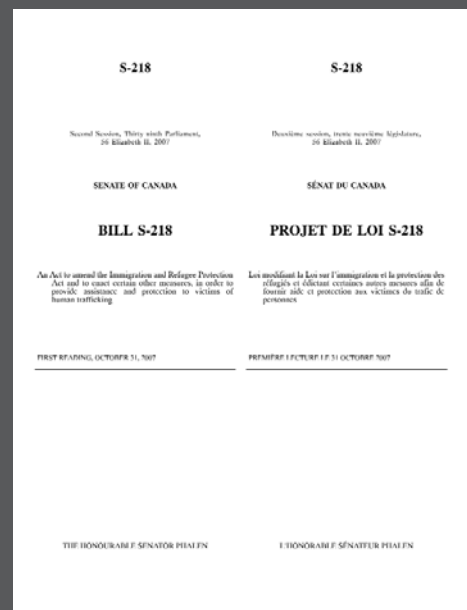 S-218
Second Session, Thirty ninth Parliament,
56 Elizabeth II, 2007
SENATE OF CANADA
BILL S-218
An Act to amend the Immigration and Refugee Protection
Act and to enact certain other measures, in order to
provide assistance and protection to victims of
human trafficking
FIRST READING, OCTOBER 31, 2007
THE HONOURABLE SENATOR PHALEN
S-218
Deuxième session, trente neuvième législature,
56 Elizabeth II, 2007
SÉNAT DU CANADA
PROJET DE LOI S-218
Loi modifiant la Loi sur l'immigration et la protection des
réfugiés et édictant certaines autres mesures afin de
fournir aide et protection aux victimes du trafic de
personnes
PREMIÈRE LECTURE LE 31 OCTOBRE 2007
L'HONORABLE SÉNATEUR PHALEN